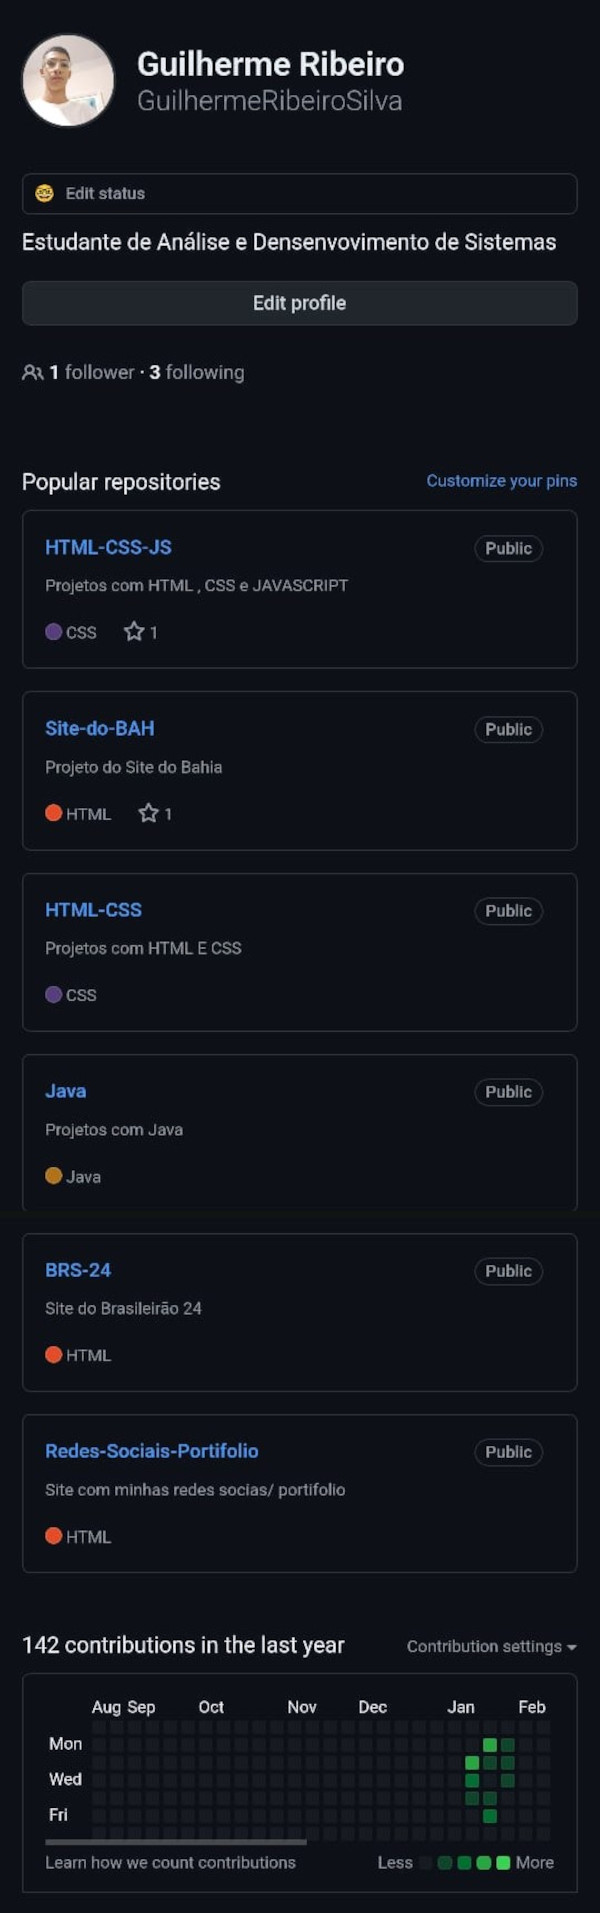 Guilherme Ribeiro
GuilhermeRibeiroSilva
Edit status
Estudante de Análise e Densenvovimento de Sistemas
Edit profile
1 follower · 3 following
Popular repositories
Customize your pins
HTML-CSS-JS
Public
Projetos com HTML , CSS e JAVASCRIPT
CSS 1
Site-do-BAH
Public
Projeto do Site do Bahia
HTML 1
HTML-CSS
Public
Projetos com HTML E CSS
CSS
Java
Public
Projetos com Java
Java
BRS-24
Public
Site do Brasileirão 24
HTML
Redes-Sociais-Portifolio
Public
Site com minhas redes socias/ portifolio
HTML
142 contributions in the last year
Contribution settings
Aug Sep Oct Nov Dec Jan Feb
Mon
Wed
Fri
Learn how we count contributions
Less More